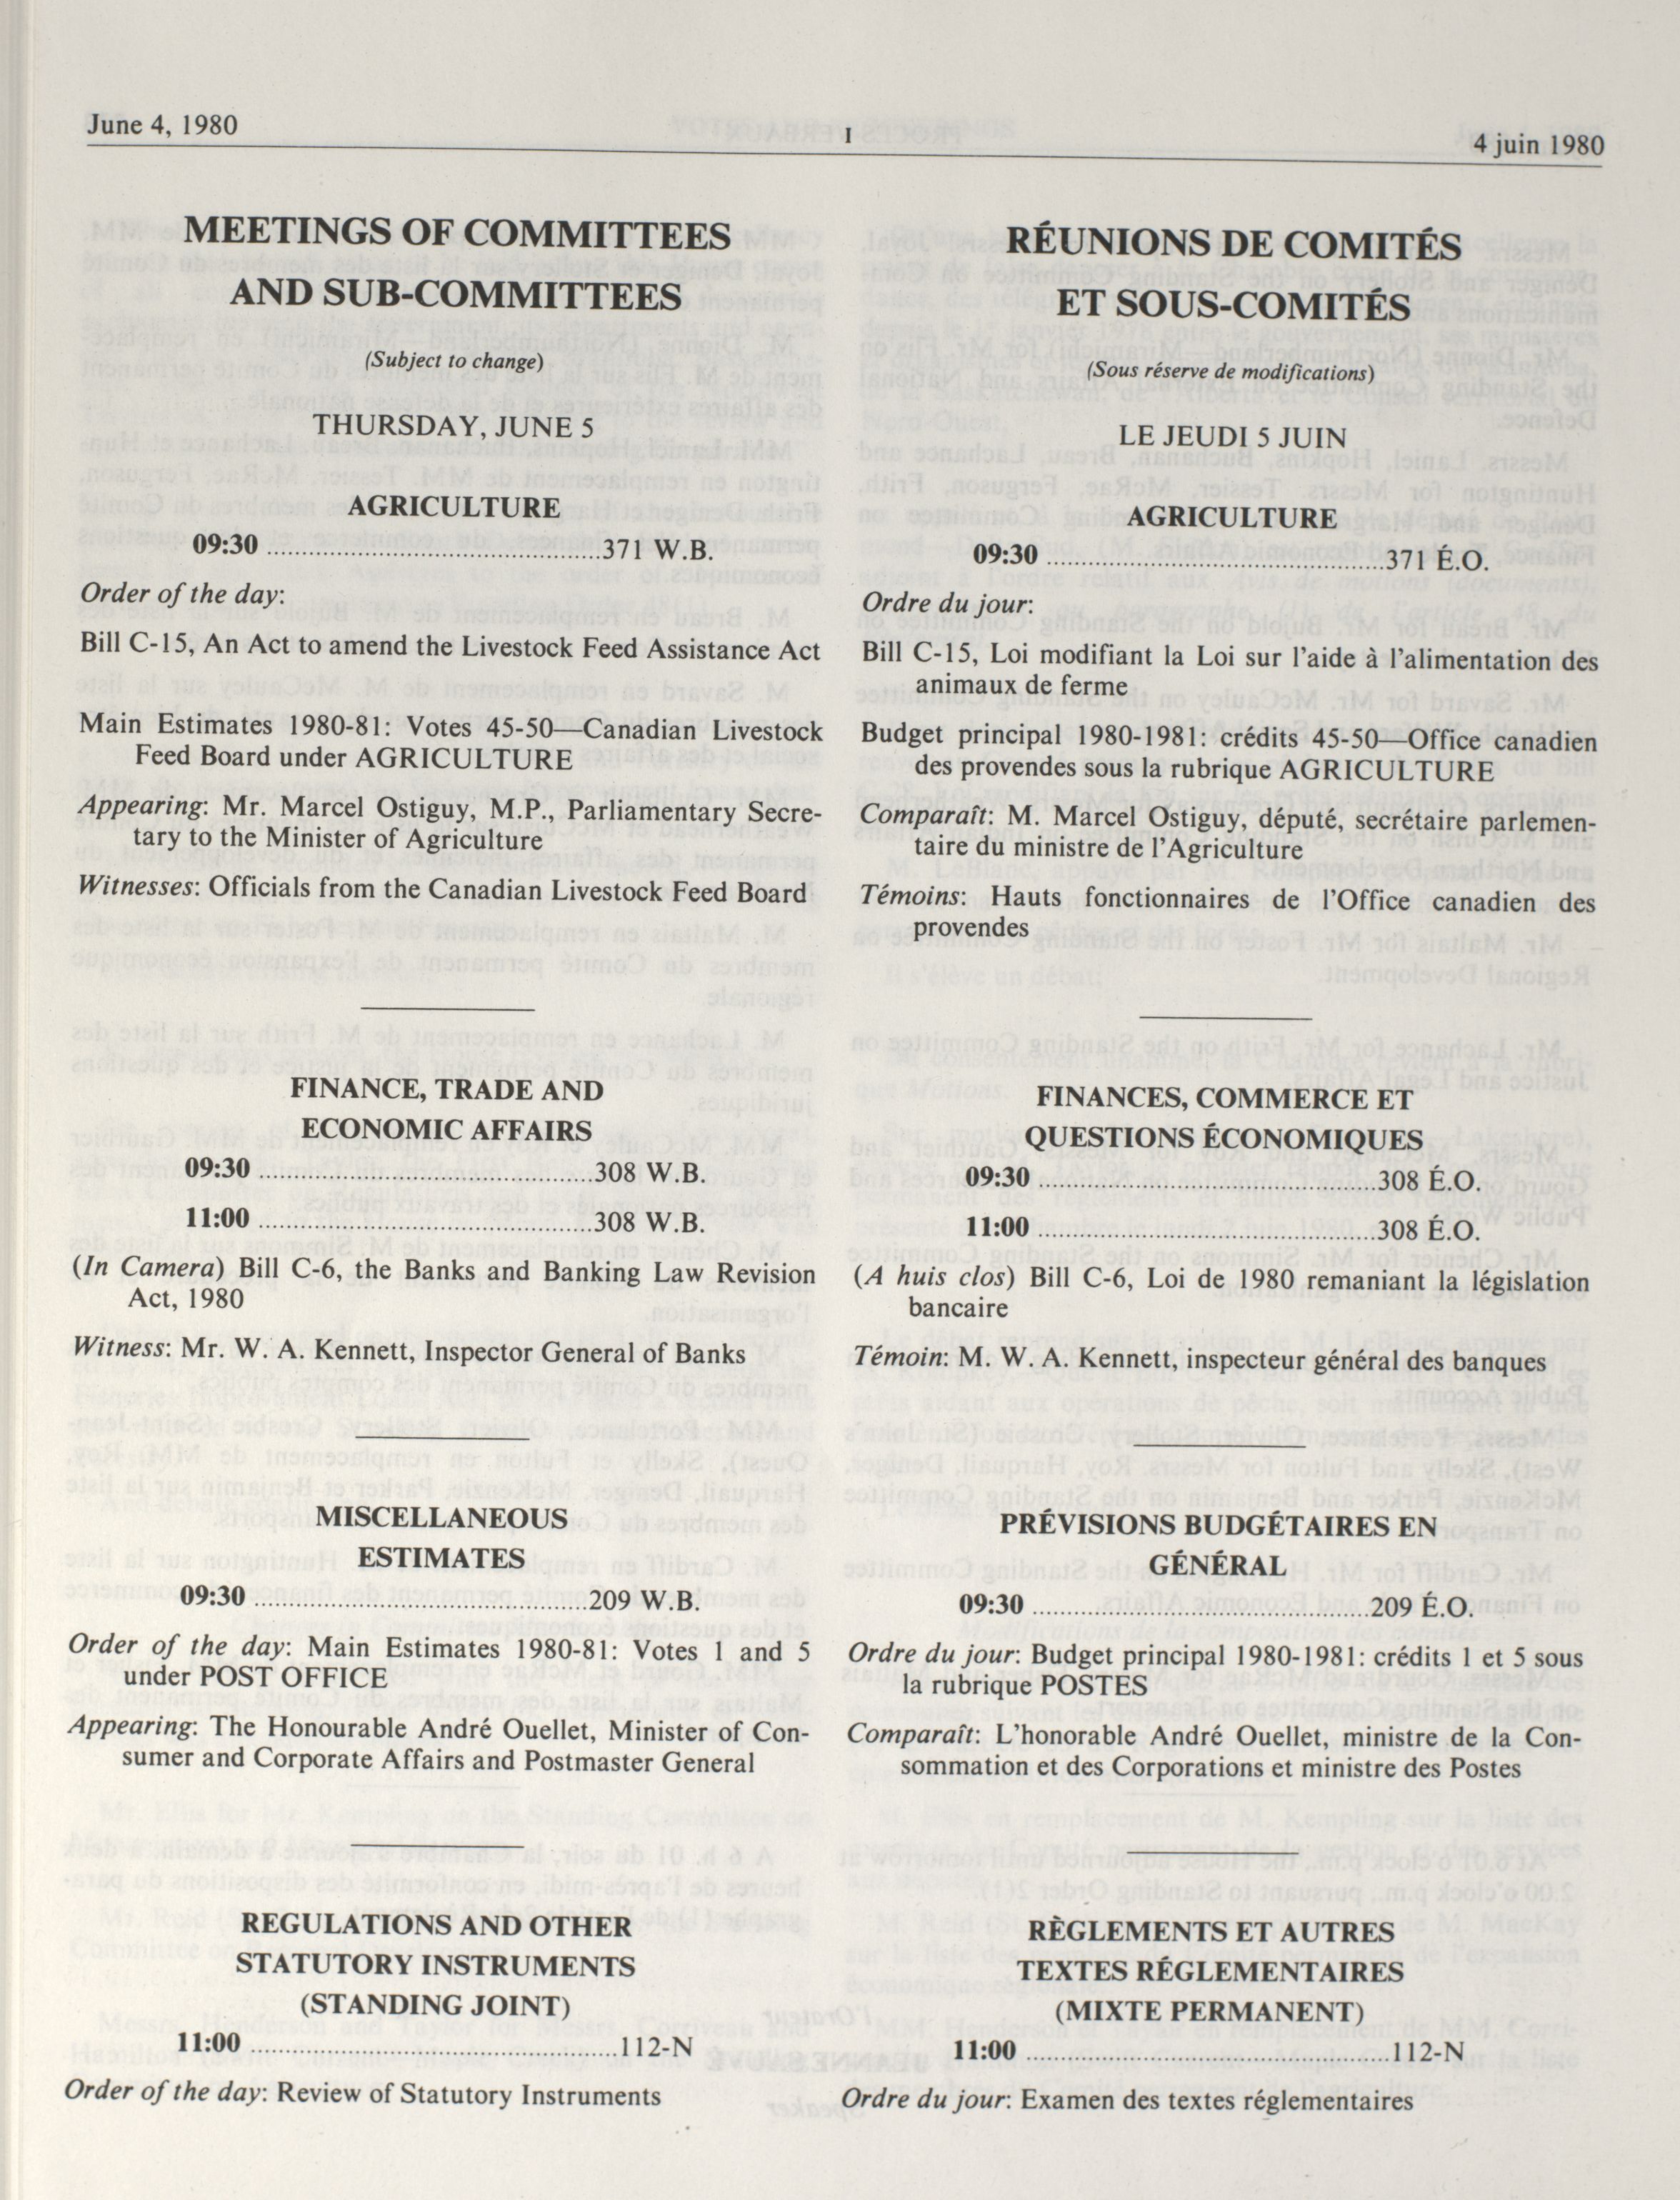 June 4, 1980
I
4 juin 1980
MEETINGS OF COMMITTEES
AND SUB-COMMITTEES
(Subject to change)
THURSDAY, JUNE 5
AGRICULTURE
09:30 ................................................371 W.B.
Order of the day:
Bill C-15, An Act to amend the Livestock Feed Assistance Act
Main Estimates 1980-81: Votes 45-50—Canadian Livestock
Feed Board under AGRICULTURE
Appearing: Mr. Marcel Ostiguy, M.P., Parliamentary Secre-
tary to the Minister of Agriculture
Witnesses: Officials from the Canadian Livestock Feed Board
FINANCE, TRADE AND
ECONOMIC AFFAIRS
09:30 ................................................308 W.B.
11:00 ................................................308 W.B.
(In Camera) Bill C-6, the Banks and Banking Law Revision
Act, 1980
Witness: Mr. W. A. Kennett, Inspector General of Banks
MISCELLANEOUS
ESTIMATES
09:30 ................................................209 W.B.
Order of the day: Main Estimates 1980-81: Votes 1 and 5
under POST OFFICE
Appearing: The Honourable André Ouellet, Minister of Con-
sumer and Corporate Affairs and Postmaster General
REGULATIONS AND OTHER
STATUTORY INSTRUMENTS
(STANDING JOINT)
11:00 .....................................................112-N
Order of the day: Review of Statutory Instruments
RÉUNIONS DE COMITÉS
ET SOUS-COMITÉS
(Sous réserve de modifications)
LE JEUDI 5 JUIN
AGRICULTURE
09:30 ................................................371 É.O.
Ordre du jour:
Bill C-15, Loi modifiant la Loi sur l'aide à l'alimentation des
animaux de ferme
Budget principal 1980-1981: crédits 45-50—Office canadien
des provendes sous la rubrique AGRICULTURE
Comparaît: M. Marcel Ostiguy, député, secrétaire parlemen-
taire du ministre de l'Agriculture
Témoins: Hauts fonctionnaires de l'Office canadien des
provendes
FINANCES, COMMERCE ET
QUESTIONS ÉCONOMIQUES
09:30 ................................................308 É.O.
11:00 ................................................308 É.O.
(A huis clos) Bill C-6, Loi de 1980 remaniant la législation
bancaire
Témoin: M. W. A. Kennett, inspecteur général des banques
PRÉVISIONS BUDGÉTAIRES EN
GÉNÉRAL
09:30 ................................................209 É.O.
Ordre du jour: Budget principal 1980-1981: crédits 1 et 5 sous
la rubrique POSTES
Comparaît: L'honorable André Ouellet, ministre de la Con-
sommation et des Corporations et ministre des Postes
RÈGLEMENTS ET AUTRES
TEXTES RÉGLEMENTAIRES
(MIXTE PERMANENT)
11:00 .....................................................112-N
Ordre du jour: Examen des textes réglementaires